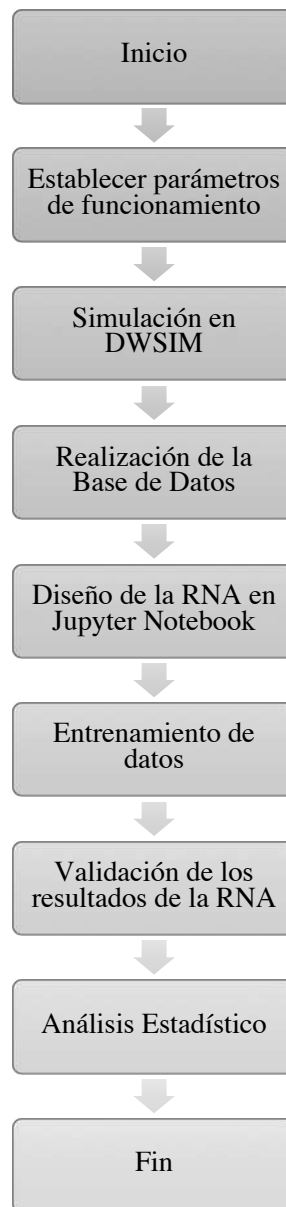 Inicio
Establecer parámetros
de funcionamiento
Simulación en
DWSIM
Realización de la
Base de Datos
Diseño de la RNA en
Jupyter Notebook
Entrenamiento de
datos
Validación de los
resultados de la RNA
Análisis Estadístico
Fin